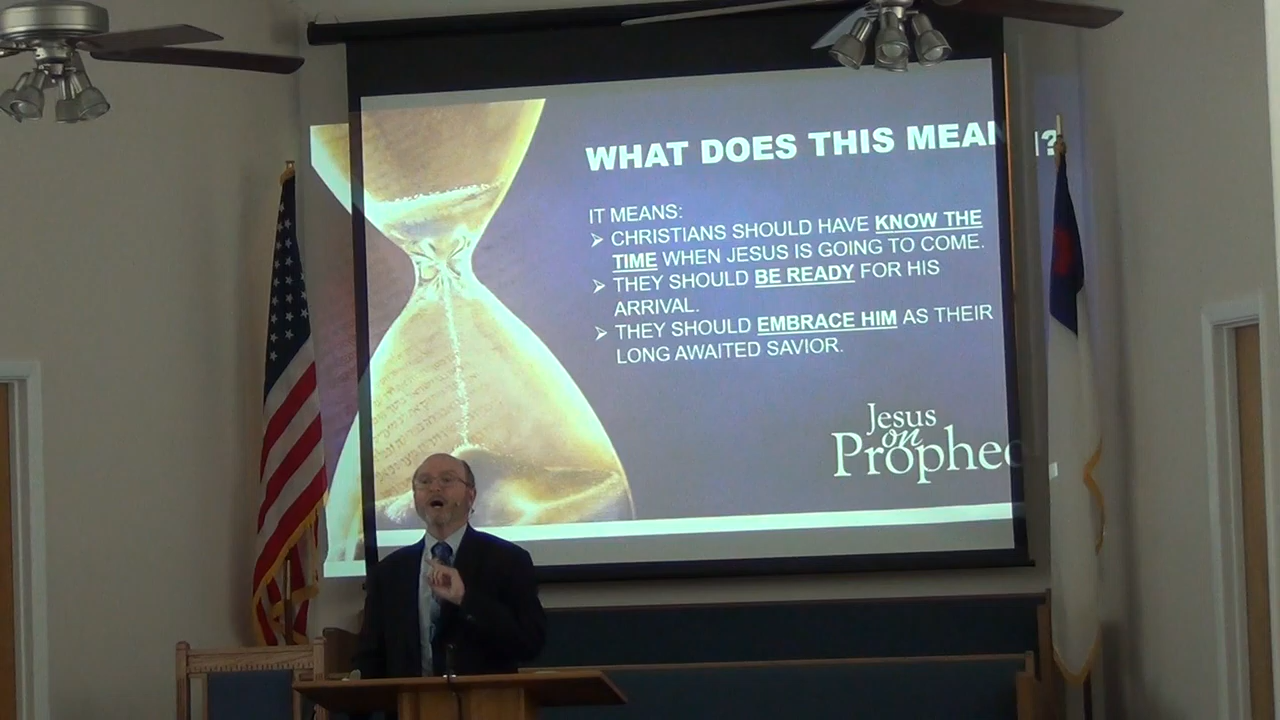 WHAT DOES THIS MEAN?
IT MEANS:
➢ CHRISTIANS SHOULD HAVE KNOW THE
TIME WHEN JESUS IS GOING TO COME.
➢ THEY SHOULD BE READY FOR HIS
ARRIVAL.
➢ THEY SHOULD EMBRACE HIM AS THEIR
LONG AWAITED SAVIOR.
Jesus
on
Prophec